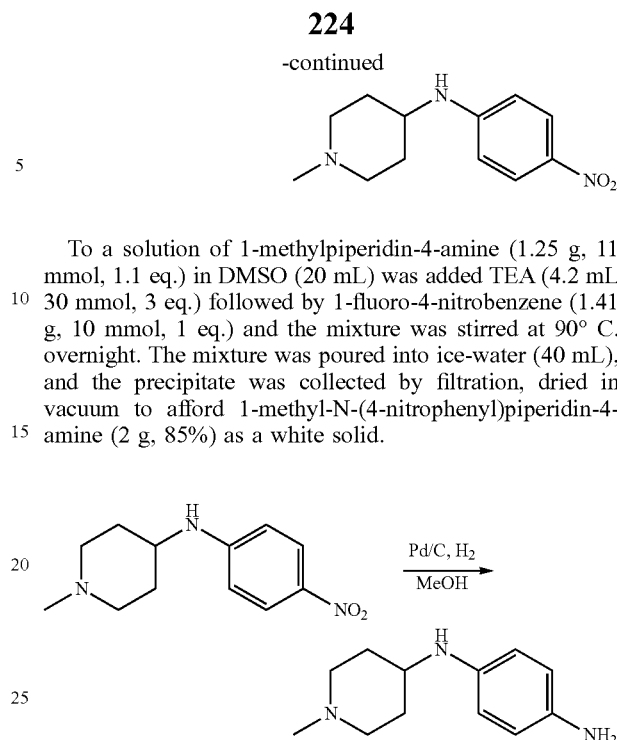 224
-continued
H
N
N
NO2
5
To a solution of 1-methylpiperidin-4-amine (1.25 g, 11
mmol, 1.1 eq.) in DMSO (20 mL) was added TEA (4.2 mL
10 30 mmol, 3 eq.) followed by 1-fluoro-4-nitrobenzene (1.41
g, 10 mmol, 1 eq.) and the mixture was stirred at 90° C.
overnight. The mixture was poured into ice-water (40 mL),
and the precipitate was collected by filtration, dried in
vacuum to afford 1-methyl-N-(4-nitrophenyl)piperidin-4-
15 amine (2 g, 85%) as a white solid.
H
N
20
Pd/C, H2
MeOH
N
NO2
H
N
25
N
NH2